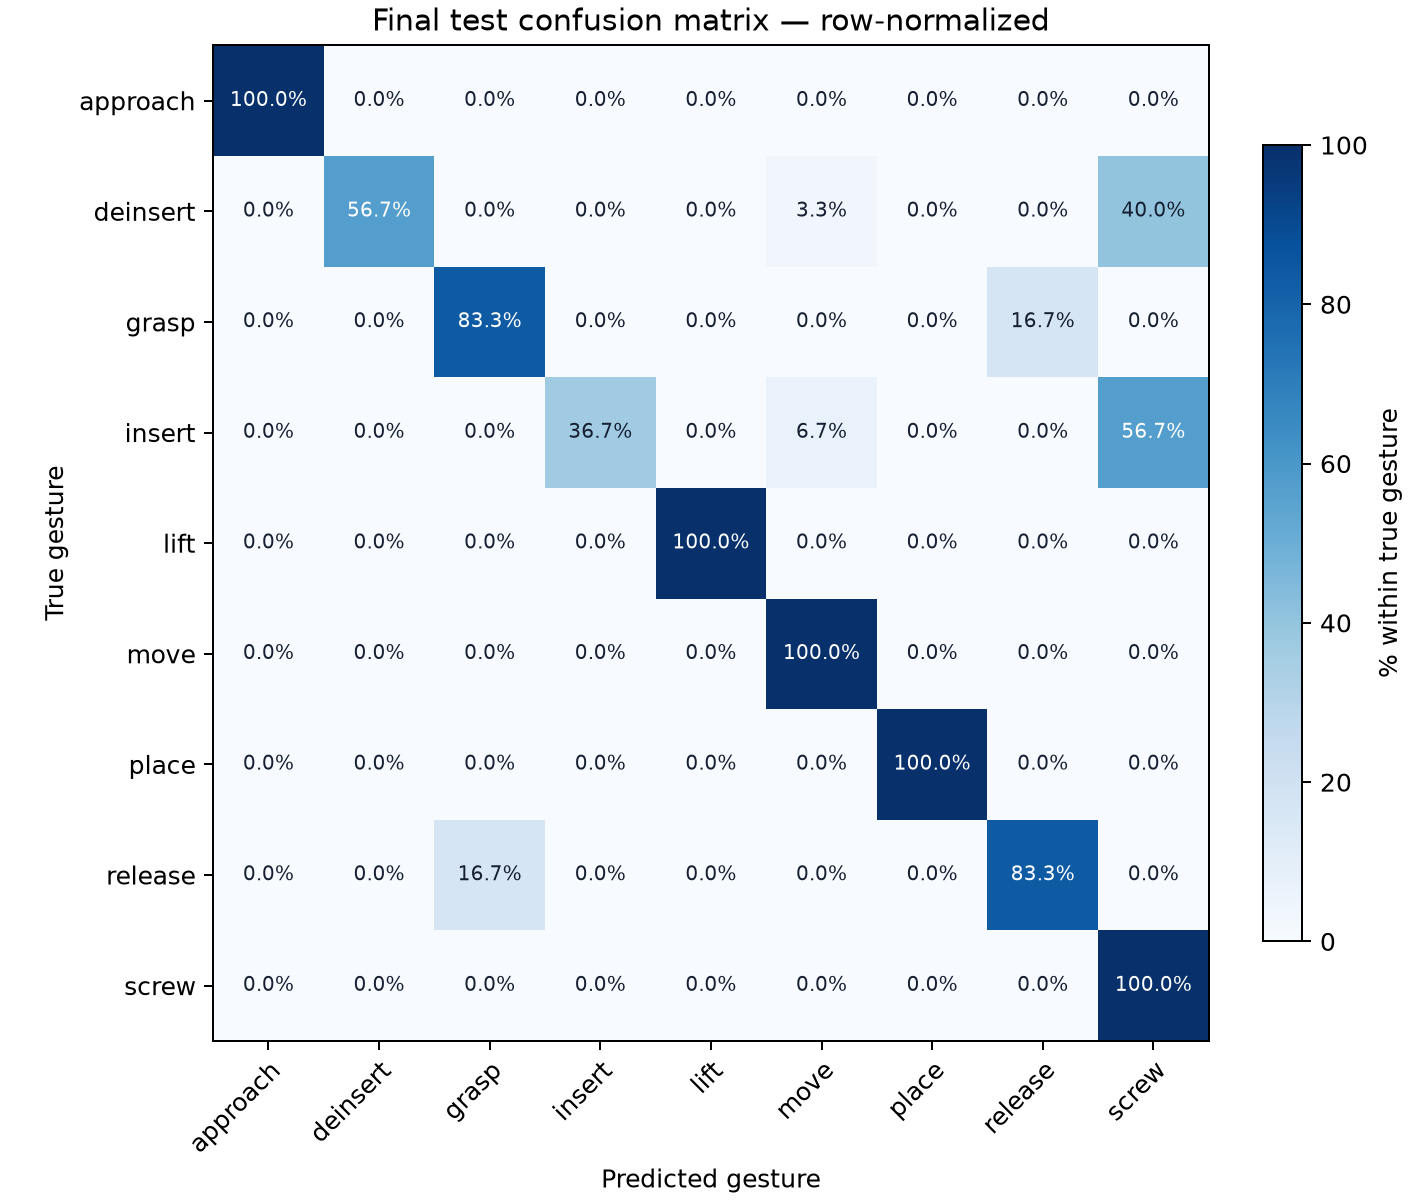 Final test confusion matrix — row-normalized
approach 100.0% 0.0% 0.0% 0.0% 0.0% 0.0% 0.0% 0.0% 0.0%
deinsert 0.0% 56.7% 0.0% 0.0% 0.0% 3.3% 0.0% 0.0% 40.0%
grasp 0.0% 0.0% 83.3% 0.0% 0.0% 0.0% 0.0% 16.7% 0.0%
insert 0.0% 0.0% 0.0% 36.7% 0.0% 6.7% 0.0% 0.0% 56.7%
lift 0.0% 0.0% 0.0% 0.0% 100.0% 0.0% 0.0% 0.0% 0.0%
move 0.0% 0.0% 0.0% 0.0% 0.0% 100.0% 0.0% 0.0% 0.0%
place 0.0% 0.0% 0.0% 0.0% 0.0% 0.0% 100.0% 0.0% 0.0%
release 0.0% 0.0% 16.7% 0.0% 0.0% 0.0% 0.0% 83.3% 0.0%
screw 0.0% 0.0% 0.0% 0.0% 0.0% 0.0% 0.0% 0.0% 100.0%
approach deinsert grasp insert lift move place release screw
Predicted gesture
True gesture
100
80
60
40
20
0
% within true gesture